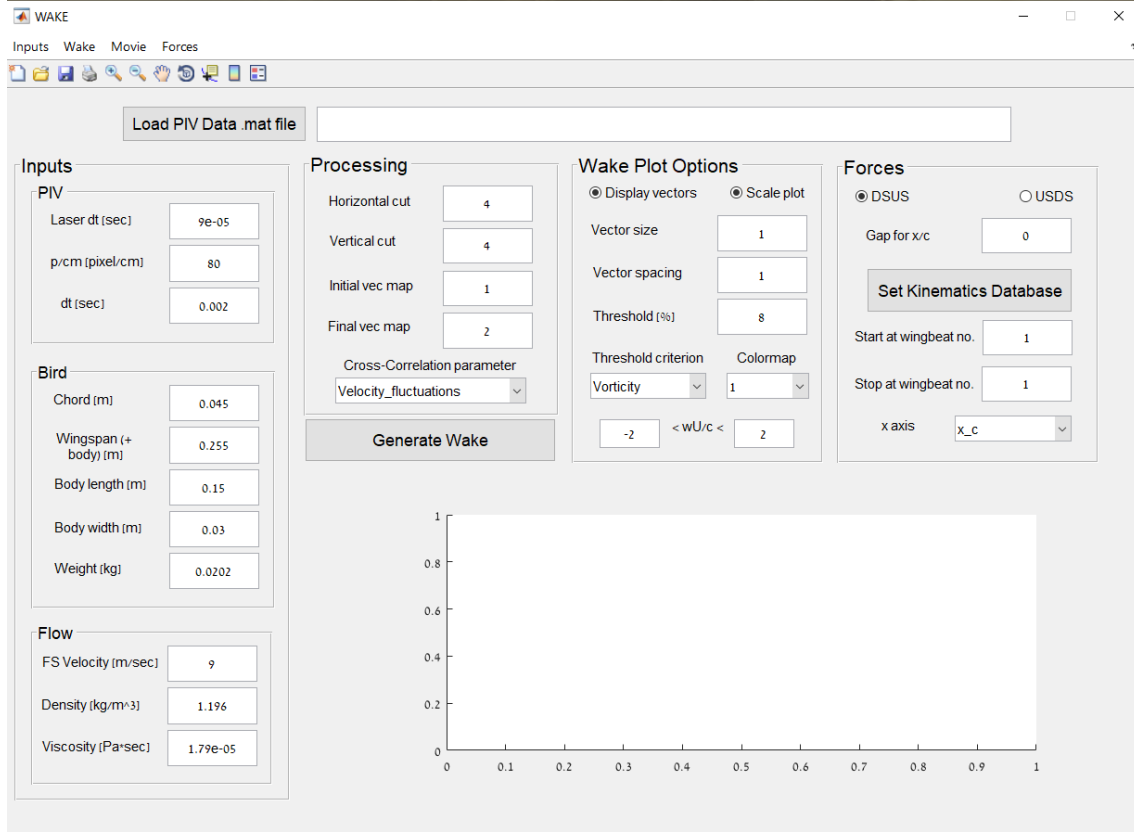 WAKE
Inputs Wake Movie Forces
Load PIV Data .mat file
Inputs
PIV
Laser dt [sec] 9e-05
p/cm [pixel/cm] 80
dt [sec] 0.002
Bird
Chord [m] 0.045
Wingspan (+
body) [m] 0.255
Body length [m] 0.15
Body width [m] 0.03
Weight [kg] 0.0202
Flow
FS Velocity [m/sec] 9
Density [kg/m^3] 1.196
Viscosity [Pa*sec] 1.79e-05
Processing
Horizontal cut 4
Vertical cut 4
Initial vec map 1
Final vec map 2
Cross-Correlation parameter
Velocity_fluctuations
Generate Wake
Wake Plot Options
Display vectors Scale plot
Vector size 1
Vector spacing 1
Threshold [%] 8
Threshold criterion Colormap
Vorticity 1
-2 < wU/c < 2
Forces
DSUS USDS
Gap for x/c 0
Set Kinematics Database
Start at wingbeat no. 1
Stop at wingbeat no. 1
x axis x_c
1
0.8
0.6
0.4
0.2
0
0 0.1 0.2 0.3 0.4 0.5 0.6 0.7 0.8 0.9 1